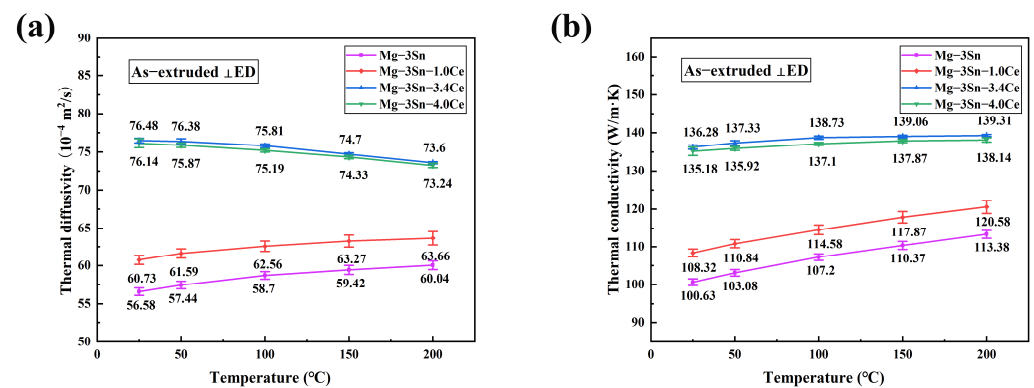 (a)
90
85
80
75
70
65
60
55
50
Thermal diffusivity (10⁻⁴ m²/s)
As−extruded ⊥ED
Mg−3Sn
Mg−3Sn−1.0Ce
Mg−3Sn−3.4Ce
Mg−3Sn−4.0Ce
76.48 76.38 75.81 74.7 73.6
76.14 75.87 75.19 74.33 73.24
60.73 61.59 62.56 63.27 63.66
56.58 57.44 58.7 59.42 60.04
0 50 100 150 200
Temperature (℃)
(b)
160
150
140
130
120
110
100
90
Thermal conductivity (W/m·K)
As−extruded ⊥ED
Mg−3Sn
Mg−3Sn−1.0Ce
Mg−3Sn−3.4Ce
Mg−3Sn−4.0Ce
136.28 137.33 138.73 139.06 139.31
135.18 135.92 137.1 137.87 138.14
108.32 110.84 114.58 117.87 120.58
100.63 103.08 107.2 110.37 113.38
0 50 100 150 200
Temperature (℃)